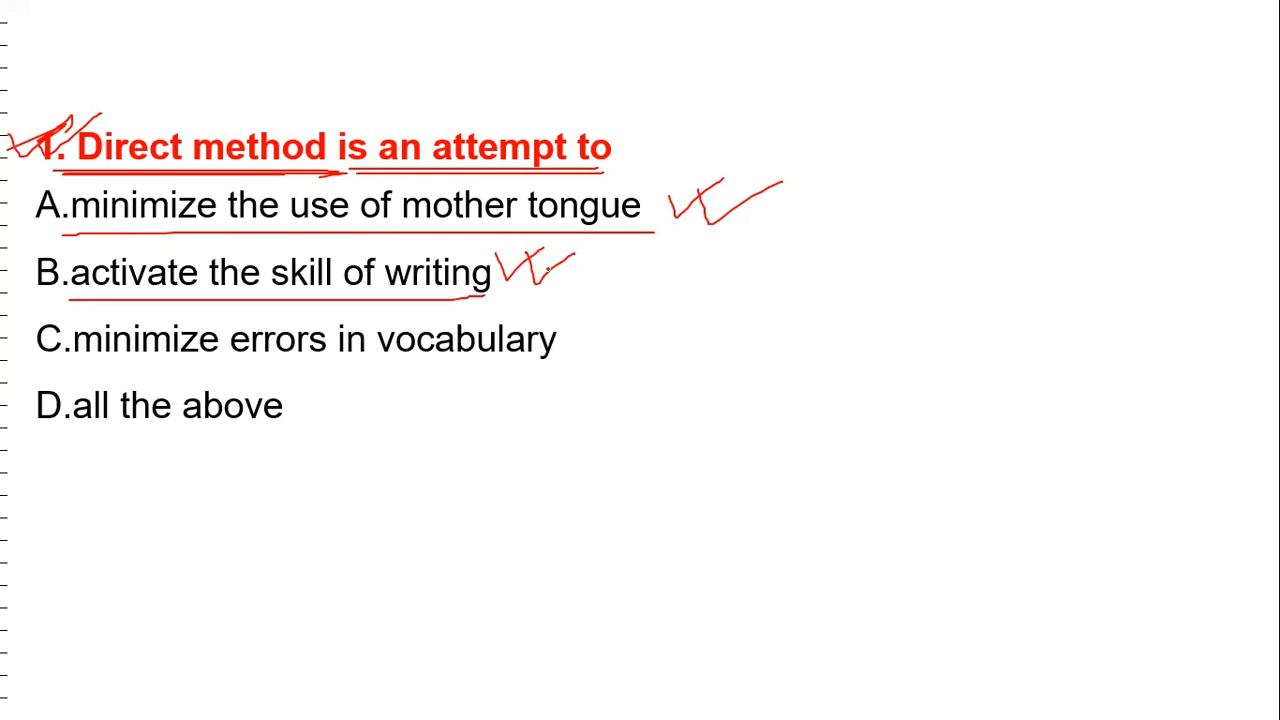 1. Direct method is an attempt to
A.minimize the use of mother tongue
B.activate the skill of writing
C.minimize errors in vocabulary
D.all the above